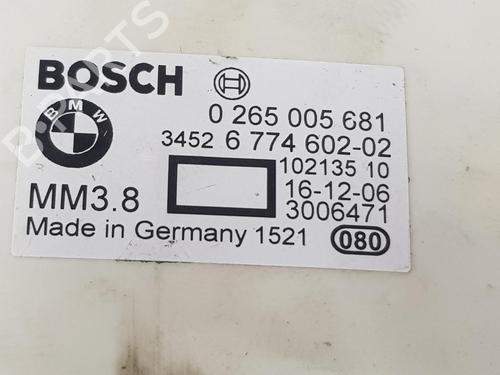 B-PARTS
BOSCH
BMW
0 265 005 681
3452 6 774 602-02
102135 10
16-12-06
MM3.8
3006471
Made in Germany 1521
080